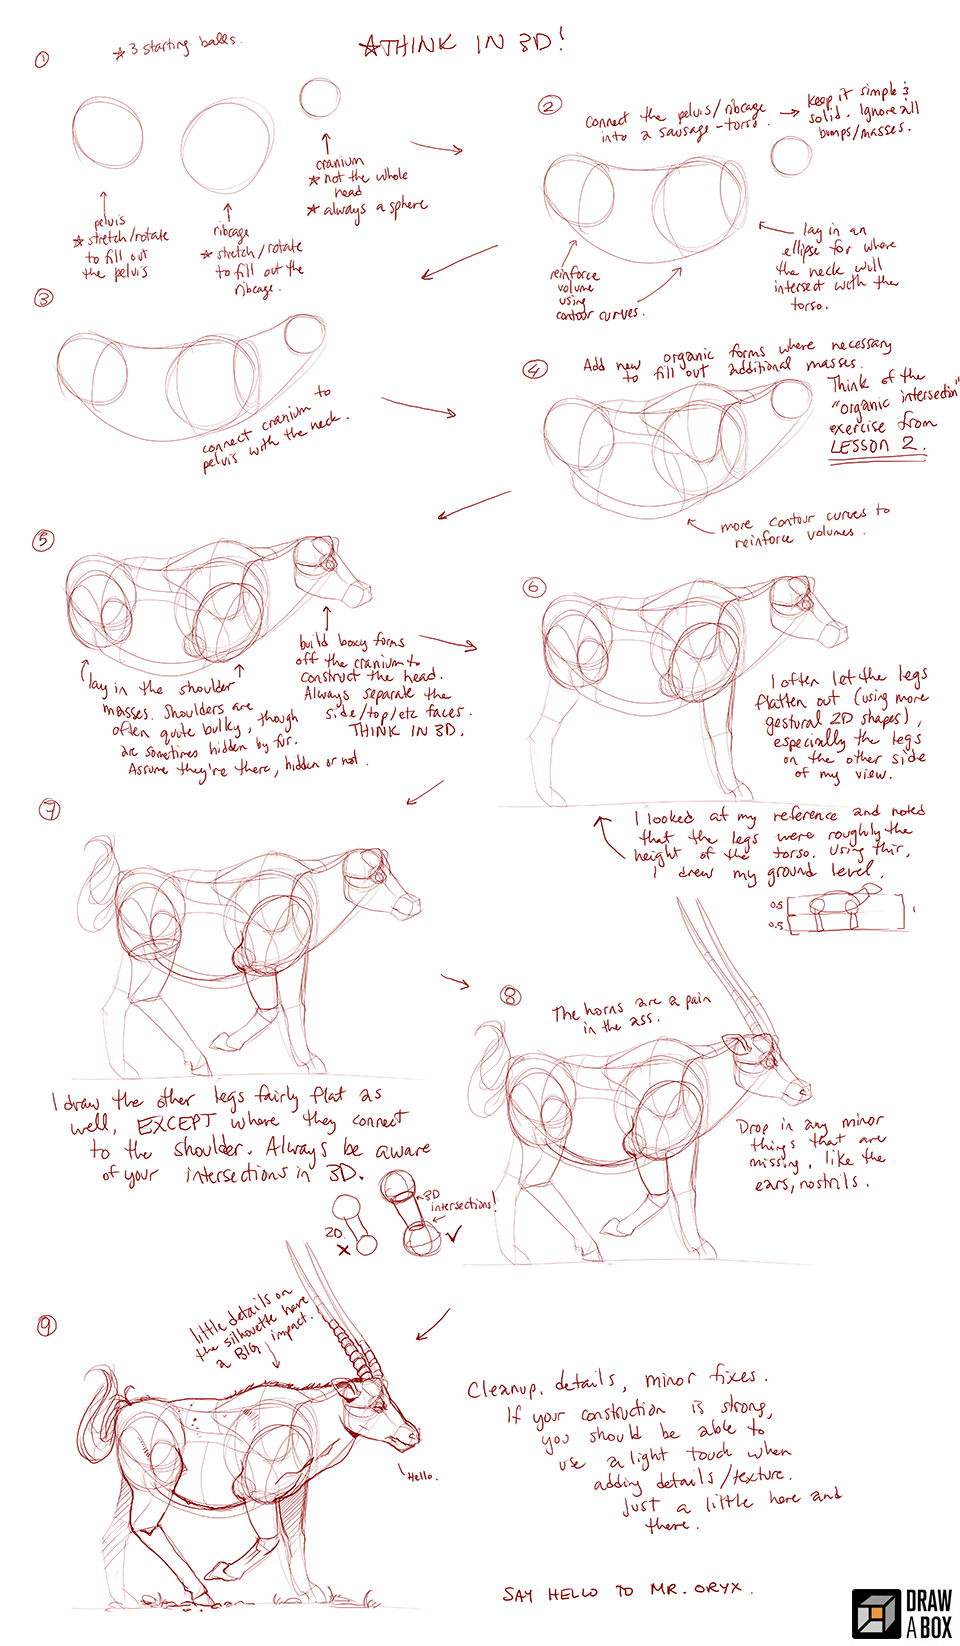 ① ★ 3 starting balls.
★THINK IN 3D!
pelvis
★ stretch/rotate
to fill out
the pelvis
ribcage
★ stretch/rotate
to fill out the
ribcage.
cranium
★ not the whole
head
★ always a sphere
②
Connect the pelvis/ribcage
into a sausage-torso.
Keep it simple &
solid. Ignore all
bumps/masses.
reinforce
volume
using
contour curves.
lay in an
ellipse for where
the neck will
intersect with the
torso.
③
connect cranium to
pelvis with the neck.
④
Add new organic forms where necessary
to fill out additional masses.
Think of the
"organic intersection"
exercise from
LESSON 2.
more contour curves to
reinforce volumes.
⑤
lay in the shoulder
masses. Shoulders are
often quite bulky, though
are sometimes hidden by fur.
Assume they're there, hidden or not.
build boxy forms
off the cranium to
construct the head.
Always separate the
side/top/etc faces.
THINK IN 3D.
⑥
I often let the legs
flatten out (using more
gestural 2D shapes),
especially the legs
on the other side
of my view.
I looked at my reference and noted
that the legs were roughly the
height of the torso. Using this,
I drew my ground level.
0.5
0.5
1
⑦
I draw the other legs fairly flat as
well, EXCEPT where they connect
to the shoulder. Always be aware
of your intersections in 3D.
2D
3D
intersections!
⑧
The horns are a pain
in the ass.
Drop in any minor
things that are
missing, like the
ears, nostrils.
⑨
little details on
the silhouette have
a BIG impact.
Hello.
Cleanup, details, minor fixes.
If your construction is strong,
you should be able to
use a light touch when
adding details/texture.
Just a little here and
there.
SAY HELLO TO MR. ORYX.
DRAW
A BOX